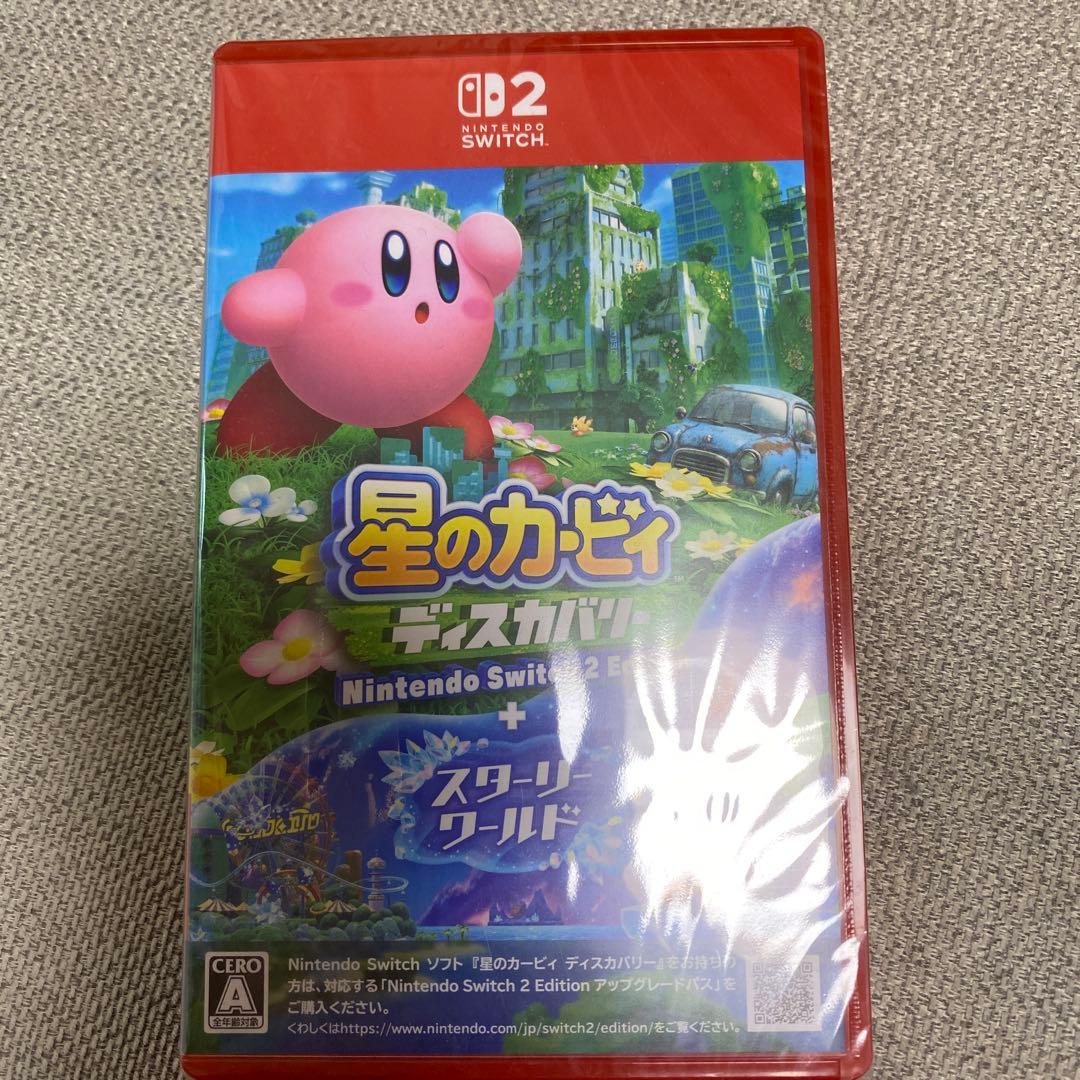 2
NINTENDO
SWITCH™
星のカービィ™
ディスカバリー
Nintendo Switch 2
+
スターリー
ワールド
CERO
A
全年齢対象
Nintendo Switch ソフト『星のカービィ ディスカバリー』をお持ちの
方は、対応する「Nintendo Switch 2 Edition アップグレードパス」を
ご購入ください。
くわしくはhttps://www.nintendo.com/jp/switch2/edition/をご覧ください。